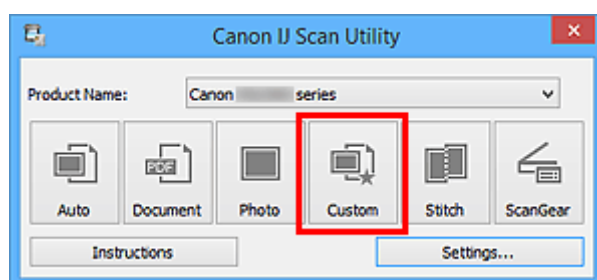 Canon IJ Scan Utility
Product Name: Canon series
Auto Document Photo Custom Stitch ScanGear
PDF
Instructions Settings...